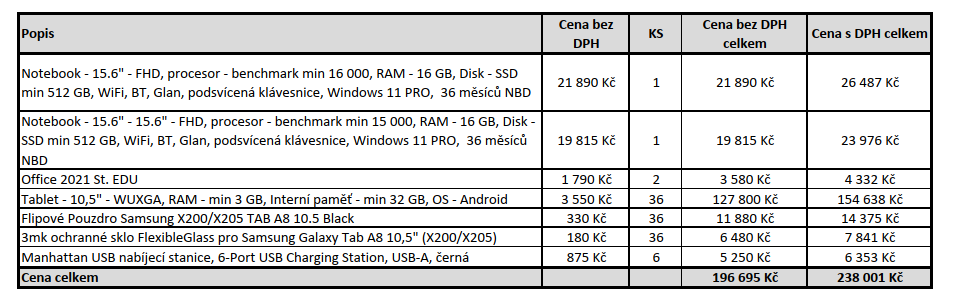 Popis | Cena bez DPH | KS | Cena bez DPH celkem | Cena s DPH celkem
Notebook - 15.6" - FHD, procesor - benchmark min 16 000, RAM - 16 GB, Disk - SSD
min 512 GB, WiFi, BT, Glan, podsvícená klávesnice, Windows 11 PRO,  36 měsíců NBD | 21 890 Kč | 1 | 21 890 Kč | 26 487 Kč
Notebook - 15.6" - 15.6" - FHD, procesor - benchmark min 15 000, RAM - 16 GB, Disk -
SSD min 512 GB, WiFi, BT, Glan, podsvícená klávesnice, Windows 11 PRO,  36 měsíců
NBD | 19 815 Kč | 1 | 19 815 Kč | 23 976 Kč
Office 2021 St. EDU | 1 790 Kč | 2 | 3 580 Kč | 4 332 Kč
Tablet - 10,5" - WUXGA, RAM - min 3 GB, Interní paměť - min 32 GB, OS - Android | 3 550 Kč | 36 | 127 800 Kč | 154 638 Kč
Flipové Pouzdro Samsung X200/X205 TAB A8 10.5 Black | 330 Kč | 36 | 11 880 Kč | 14 375 Kč
3mk ochranné sklo FlexibleGlass pro Samsung Galaxy Tab A8 10,5" (X200/X205) | 180 Kč | 36 | 6 480 Kč | 7 841 Kč
Manhattan USB nabíjecí stanice, 6-Port USB Charging Station, USB-A, černá | 875 Kč | 6 | 5 250 Kč | 6 353 Kč
Cena celkem | 196 695 Kč | 238 001 Kč